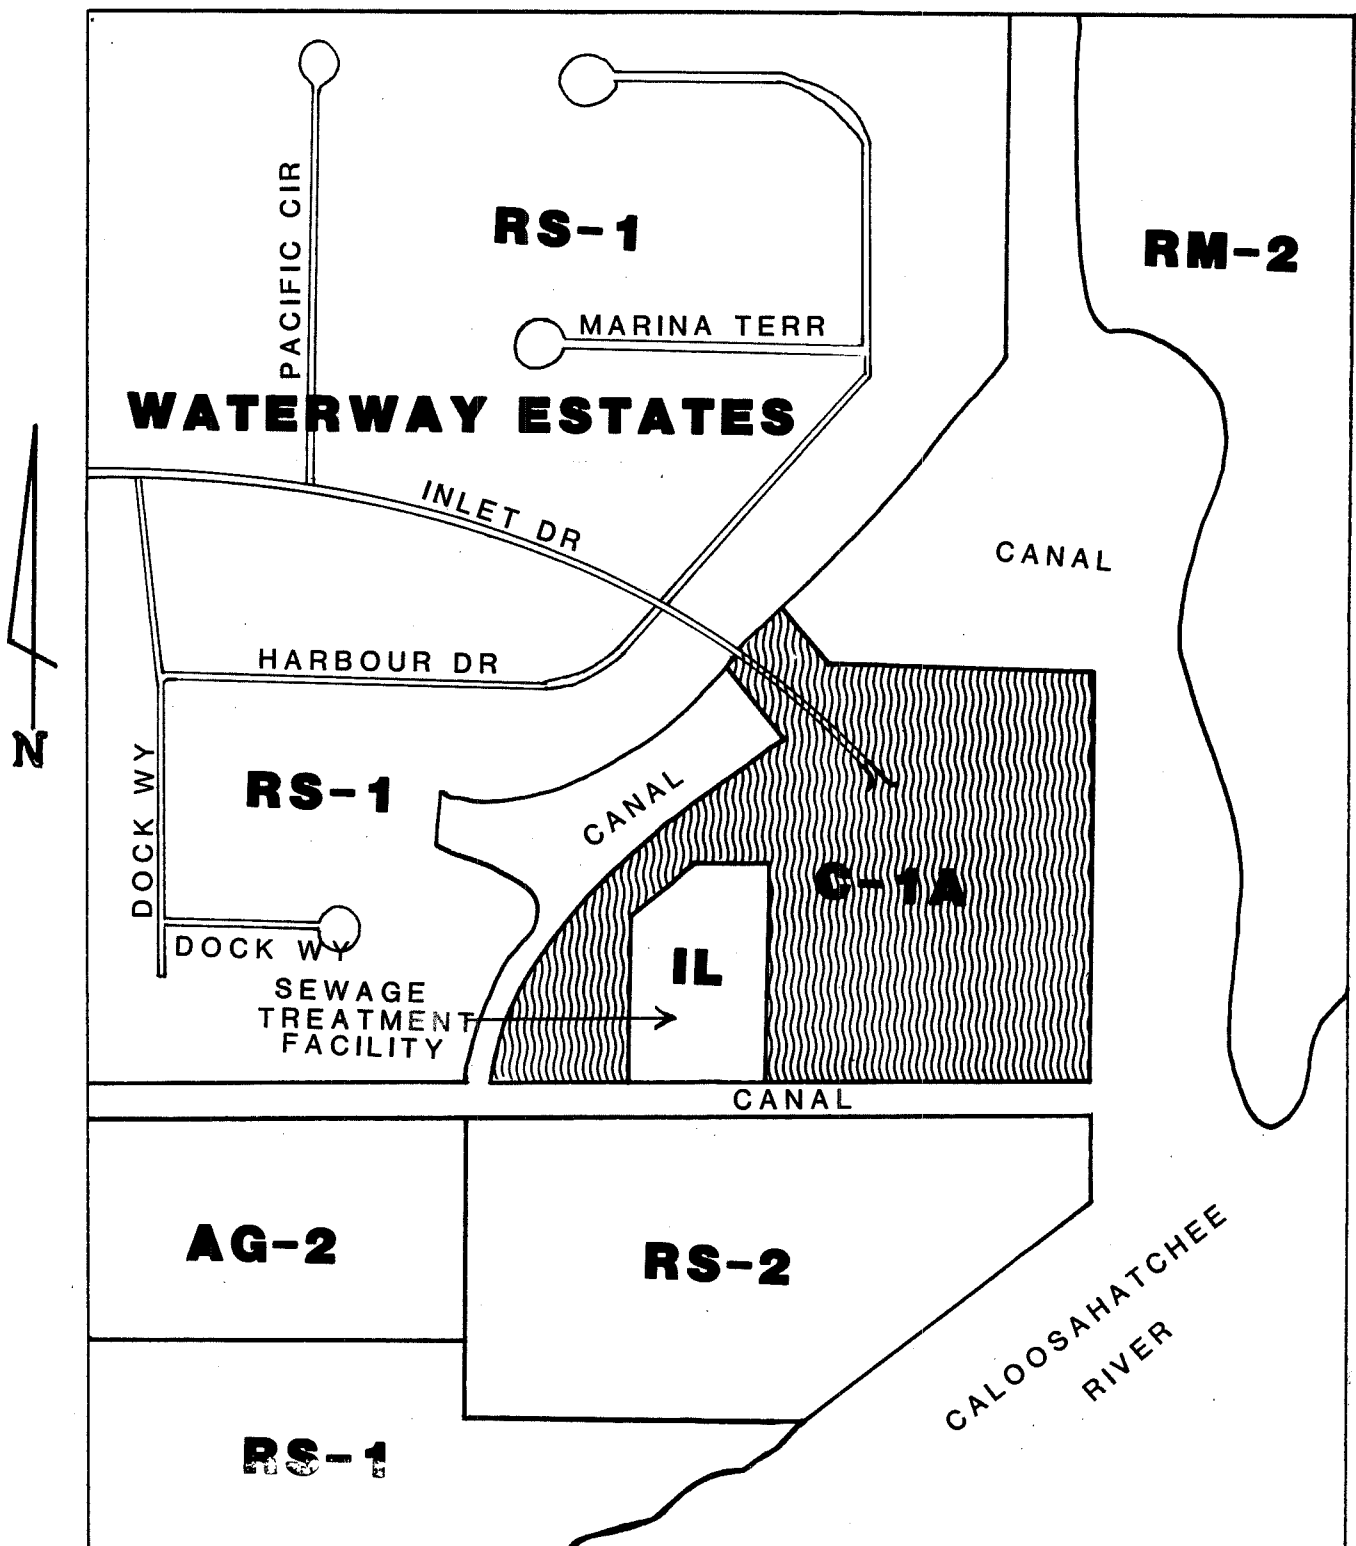 PACIFIC CIR
RS-1
RM-2
MARINA TERR
WATERWAY ESTATES
INLET DR
CANAL
HARBOUR DR
N
DOCK WY
RS-1
CANAL
C-1A
DOCK WY
IL
SEWAGE
TREATMENT
FACILITY
CANAL
AG-2
RS-2
CALOOSAHATCHEE
RIVER
RS-1